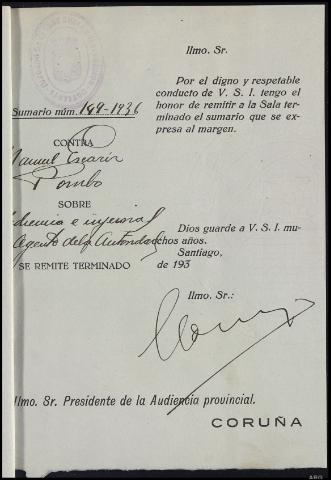 Ilmo. Sr.
Por el digno y respetable
conducto de V. S. I. tengo el
honor de remitir a la Sala ter-
minado el sumario que se ex-
presa al margen.
Sumario núm. 199-1936
CONTRA
Manuel
Pombo
SOBRE
e injurias
Agente de la Autoridad
SE REMITE TERMINADO
Dios guarde a V. S. I. mu-
chos años.
Santiago,
de 193
Ilmo. Sr.:
Ilmo. Sr. Presidente de la Audiencia provincial.
CORUÑA